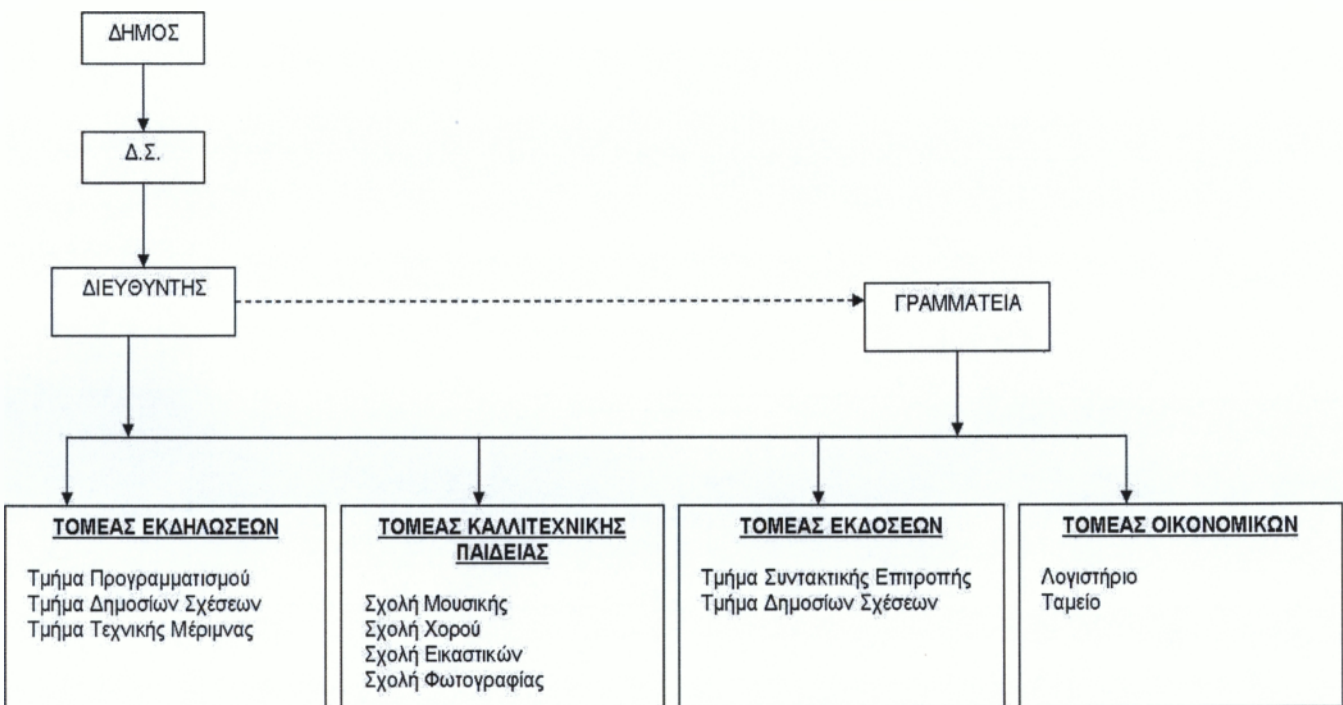 ΔΗΜΟΣ
Δ.Σ.
ΔΙΕΥΘΥΝΤΗΣ
ΓΡΑΜΜΑΤΕΙΑ
ΤΟΜΕΑΣ ΕΚΔΗΛΩΣΕΩΝ
Τμήμα Προγραμματισμού
Τμήμα Δημοσίων Σχέσεων
Τμήμα Τεχνικής Μέριμνας
ΤΟΜΕΑΣ ΚΑΛΛΙΤΕΧΝΙΚΗΣ
ΠΑΙΔΕΙΑΣ
Σχολή Μουσικής
Σχολή Χορού
Σχολή Εικαστικών
Σχολή Φωτογραφίας
ΤΟΜΕΑΣ ΕΚΔΟΣΕΩΝ
Τμήμα Συντακτικής Επιτροπής
Τμήμα Δημοσίων Σχέσεων
ΤΟΜΕΑΣ ΟΙΚΟΝΟΜΙΚΩΝ
Λογιστήριο
Ταμείο